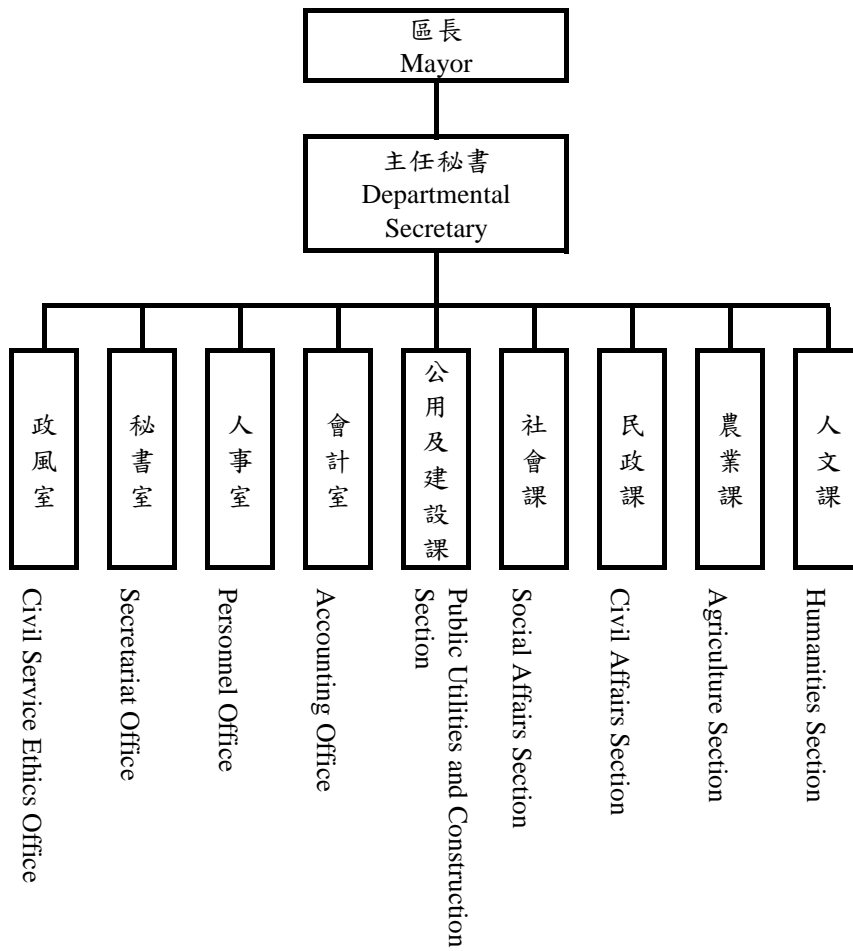 區長
Mayor
主任秘書
Departmental
Secretary
政風室
秘書室
人事室
會計室
公用及建設課
社會課
民政課
農業課
人文課
Civil Service Ethics Office
Secretariat Office
Personnel Office
Accounting Office
Public Utilities and Construction
Section
Social Affairs Section
Civil Affairs Section
Agriculture Section
Humanities Section